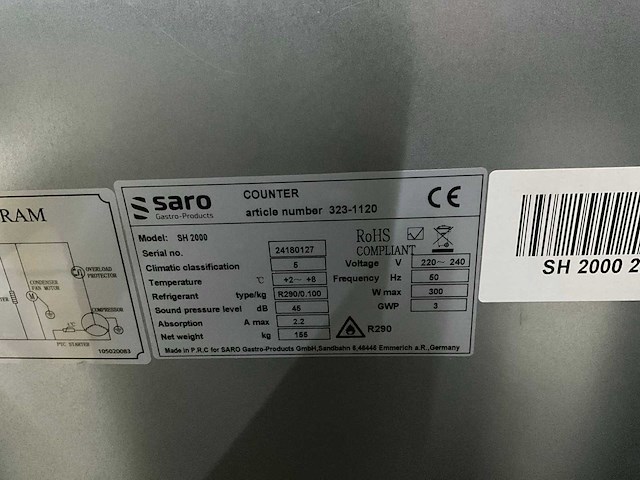 RAM
CONDENSER
FAN MOTOR
M
OVERLOAD
PROTECTOR
COMPRESSOR
PTC STARTER
105020083
saro
Gastro-Products
COUNTER
article number 323-1120
CE
Model: SH 2000
RoHS
COMPLIANT
Serial no. 24180127
Climatic classification 5
Temperature °C +2～ +8
Refrigerant type/kg R290/0.100
Sound pressure level dB 45
Absorption A max 2.2
Net weight kg 155
Voltage V 220～ 240
Frequency Hz 50
W max 300
GWP 3
R290
Made in P.R.C for SARO Gastro-Products GmbH,Sandbahn 6,46446 Emmerich a.R.,Germany
SH 2000 2